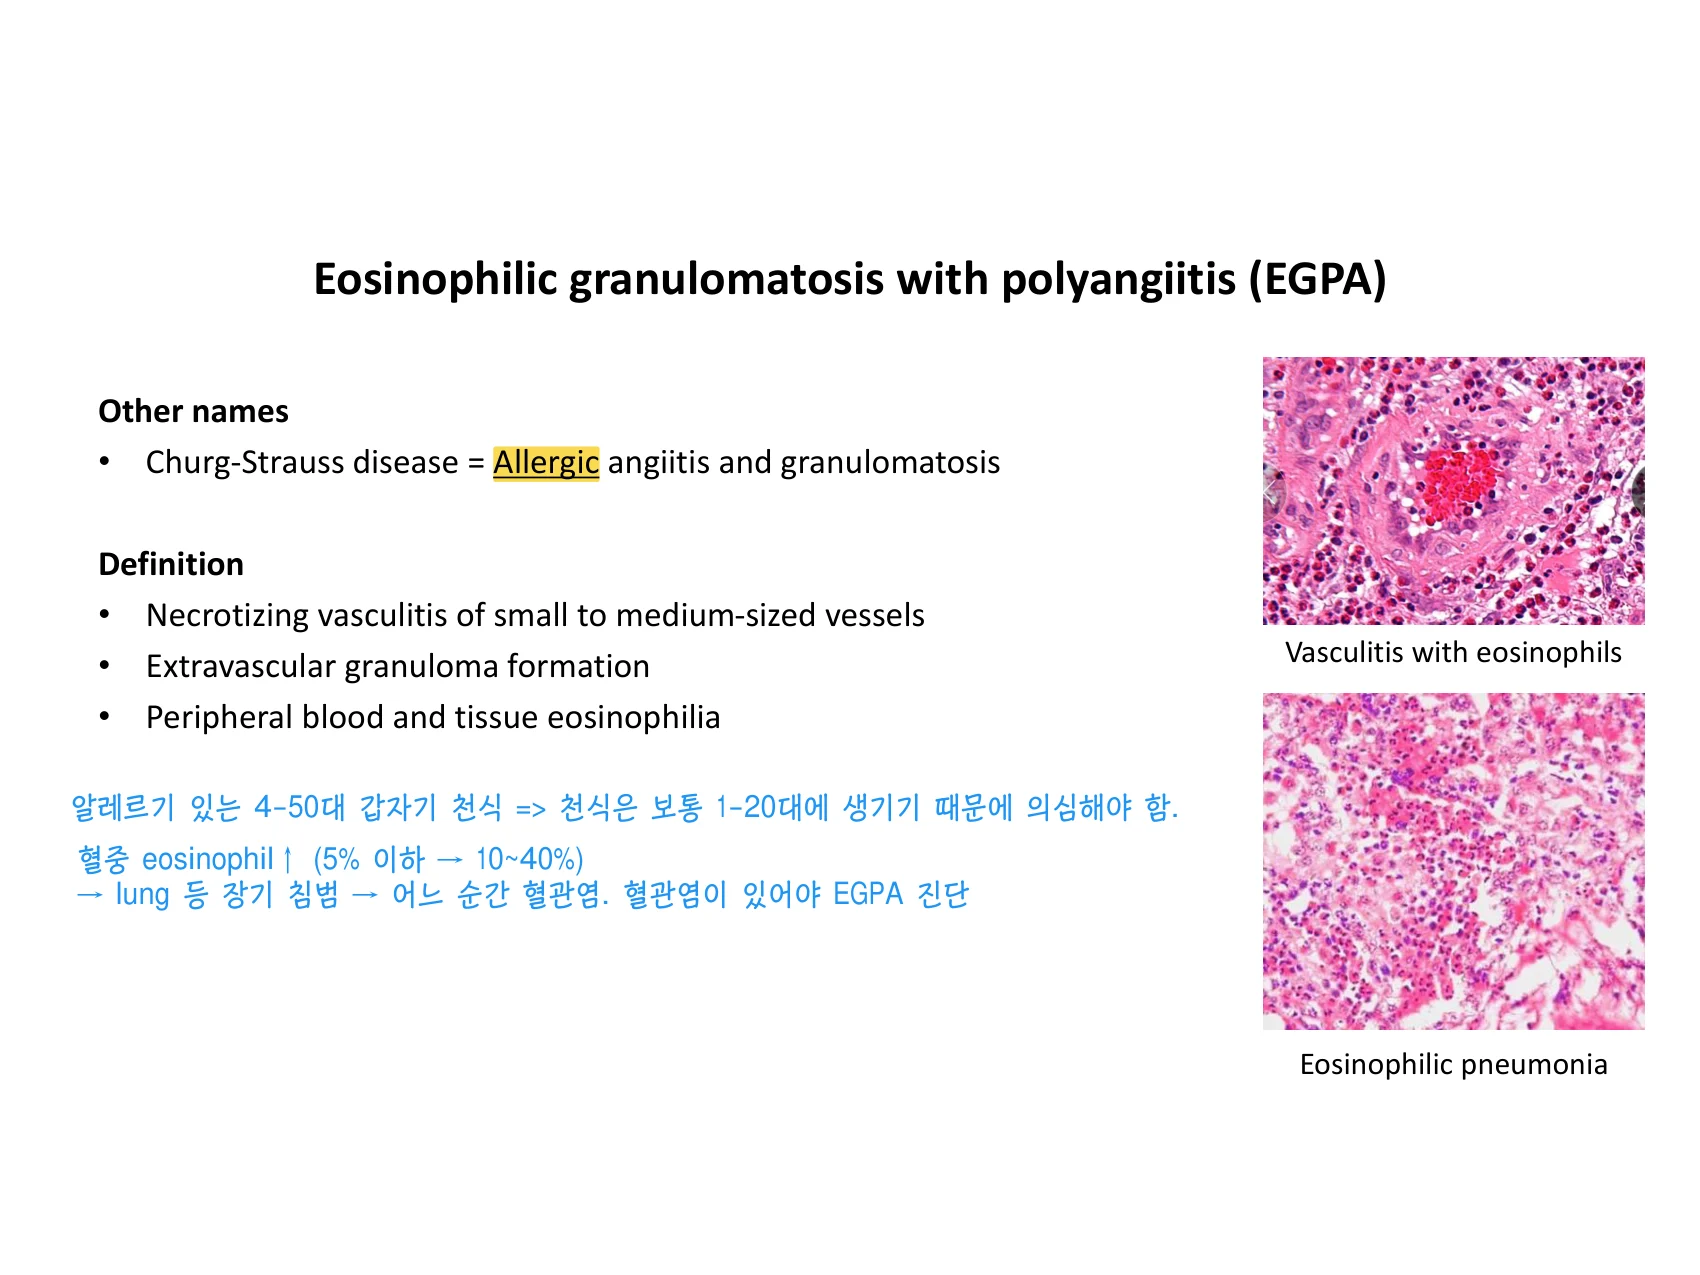 Eosinophilic granulomatosis with polyangiitis (EGPA)
Other names
• Churg-Strauss disease = Allergic angiitis and granulomatosis
Definition
• Necrotizing vasculitis of small to medium-sized vessels
• Extravascular granuloma formation
• Peripheral blood and tissue eosinophilia
알레르기 있는 4-50대 갑자기 천식 => 천식은 보통 1-20대에 생기기 때문에 의심해야 함.
혈중 eosinophil↑ (5% 이하 → 10~40%)
→ lung 등 장기 침범 → 어느 순간 혈관염. 혈관염이 있어야 EGPA 진단
Vasculitis with eosinophils
Eosinophilic pneumonia